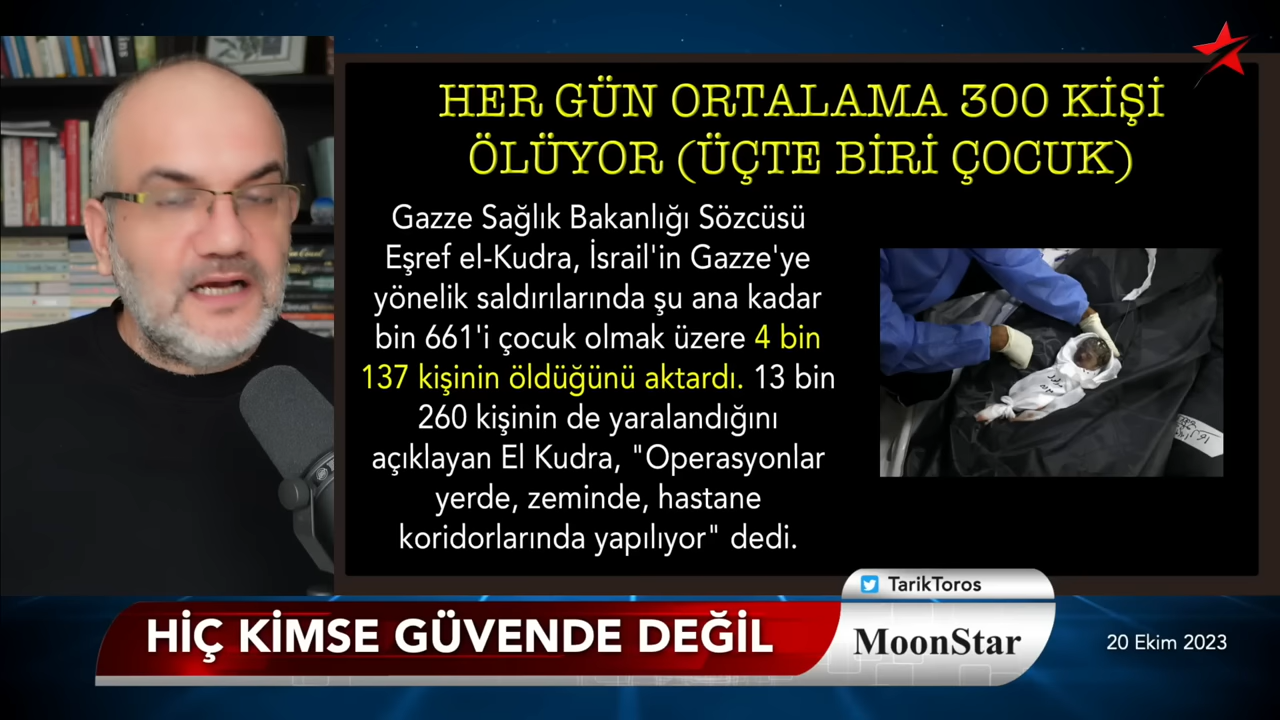 HER GÜN ORTALAMA 300 KİŞİ
ÖLÜYOR (ÜÇTE BİRİ ÇOCUK)
Gazze Sağlık Bakanlığı Sözcüsü
Eşref el-Kudra, İsrail'in Gazze'ye
yönelik saldırılarında şu ana kadar
bin 661'i çocuk olmak üzere 4 bin
137 kişinin öldüğünü aktardı. 13 bin
260 kişinin de yaralandığını
açıklayan El Kudra, "Operasyonlar
yerde, zeminde, hastane
koridorlarında yapılıyor" dedi.
TarikToros
HİÇ KİMSE GÜVENDE DEĞİL
MoonStar
20 Ekim 2023